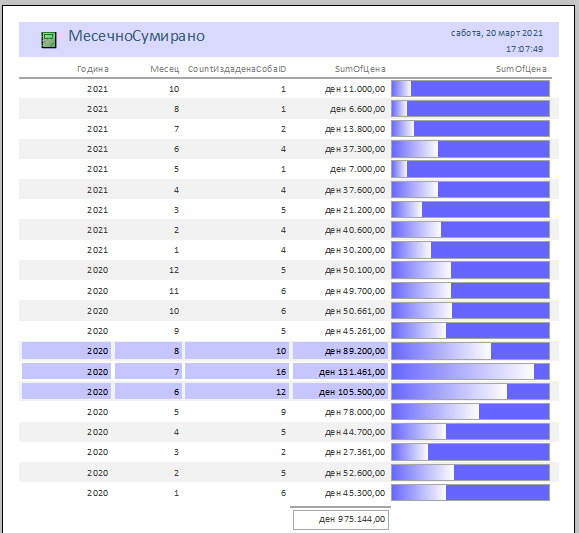 МесечноСумирано
сабота, 20 март 2021
17:07:49
Година Месец CountИздаденаСобаID SumOfЦена SumOfЦена
2021 10 1 ден 11.000,00
2021 8 1 ден 6.600,00
2021 7 2 ден 13.800,00
2021 6 4 ден 37.300,00
2021 5 1 ден 7.000,00
2021 4 4 ден 37.600,00
2021 3 5 ден 21.200,00
2021 2 4 ден 40.600,00
2021 1 4 ден 30.200,00
2020 12 5 ден 50.100,00
2020 11 6 ден 49.700,00
2020 10 6 ден 50.661,00
2020 9 5 ден 45.261,00
2020 8 10 ден 89.200,00
2020 7 16 ден 131.461,00
2020 6 12 ден 105.500,00
2020 5 9 ден 78.000,00
2020 4 5 ден 44.700,00
2020 3 2 ден 27.361,00
2020 2 5 ден 52.600,00
2020 1 6 ден 45.300,00
ден 975.144,00